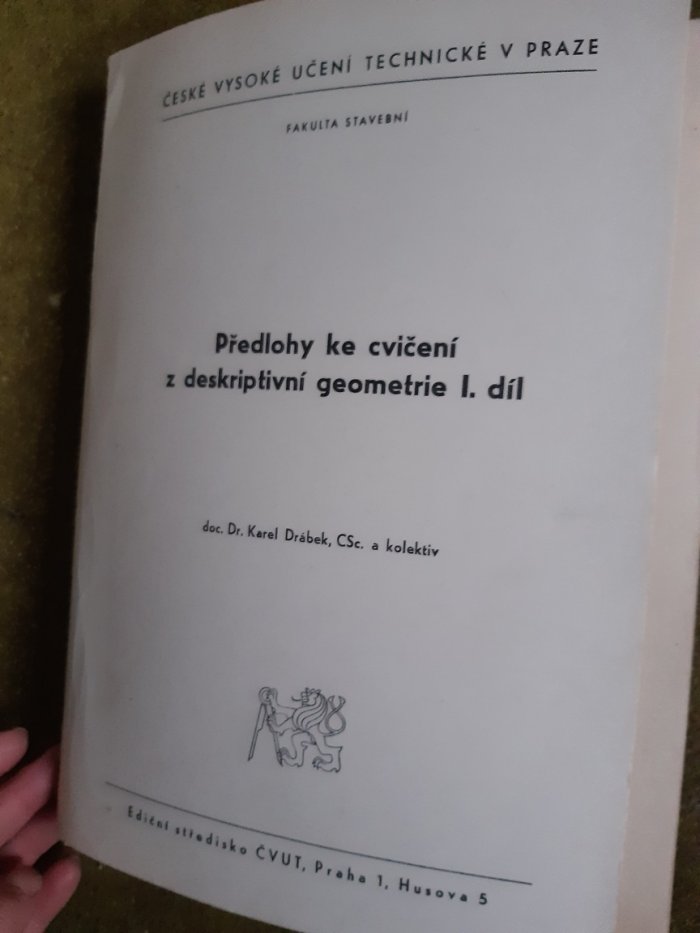 ČESKÉ VYSOKÉ UČENÍ TECHNICKÉ V PRAZE
FAKULTA STAVEBNÍ
Předlohy ke cvičení
z deskriptivní geometrie I. díl
doc. Dr. Karel Drábek, CSc. a kolektiv
Ediční středisko ČVUT, Praha 1, Husova 5